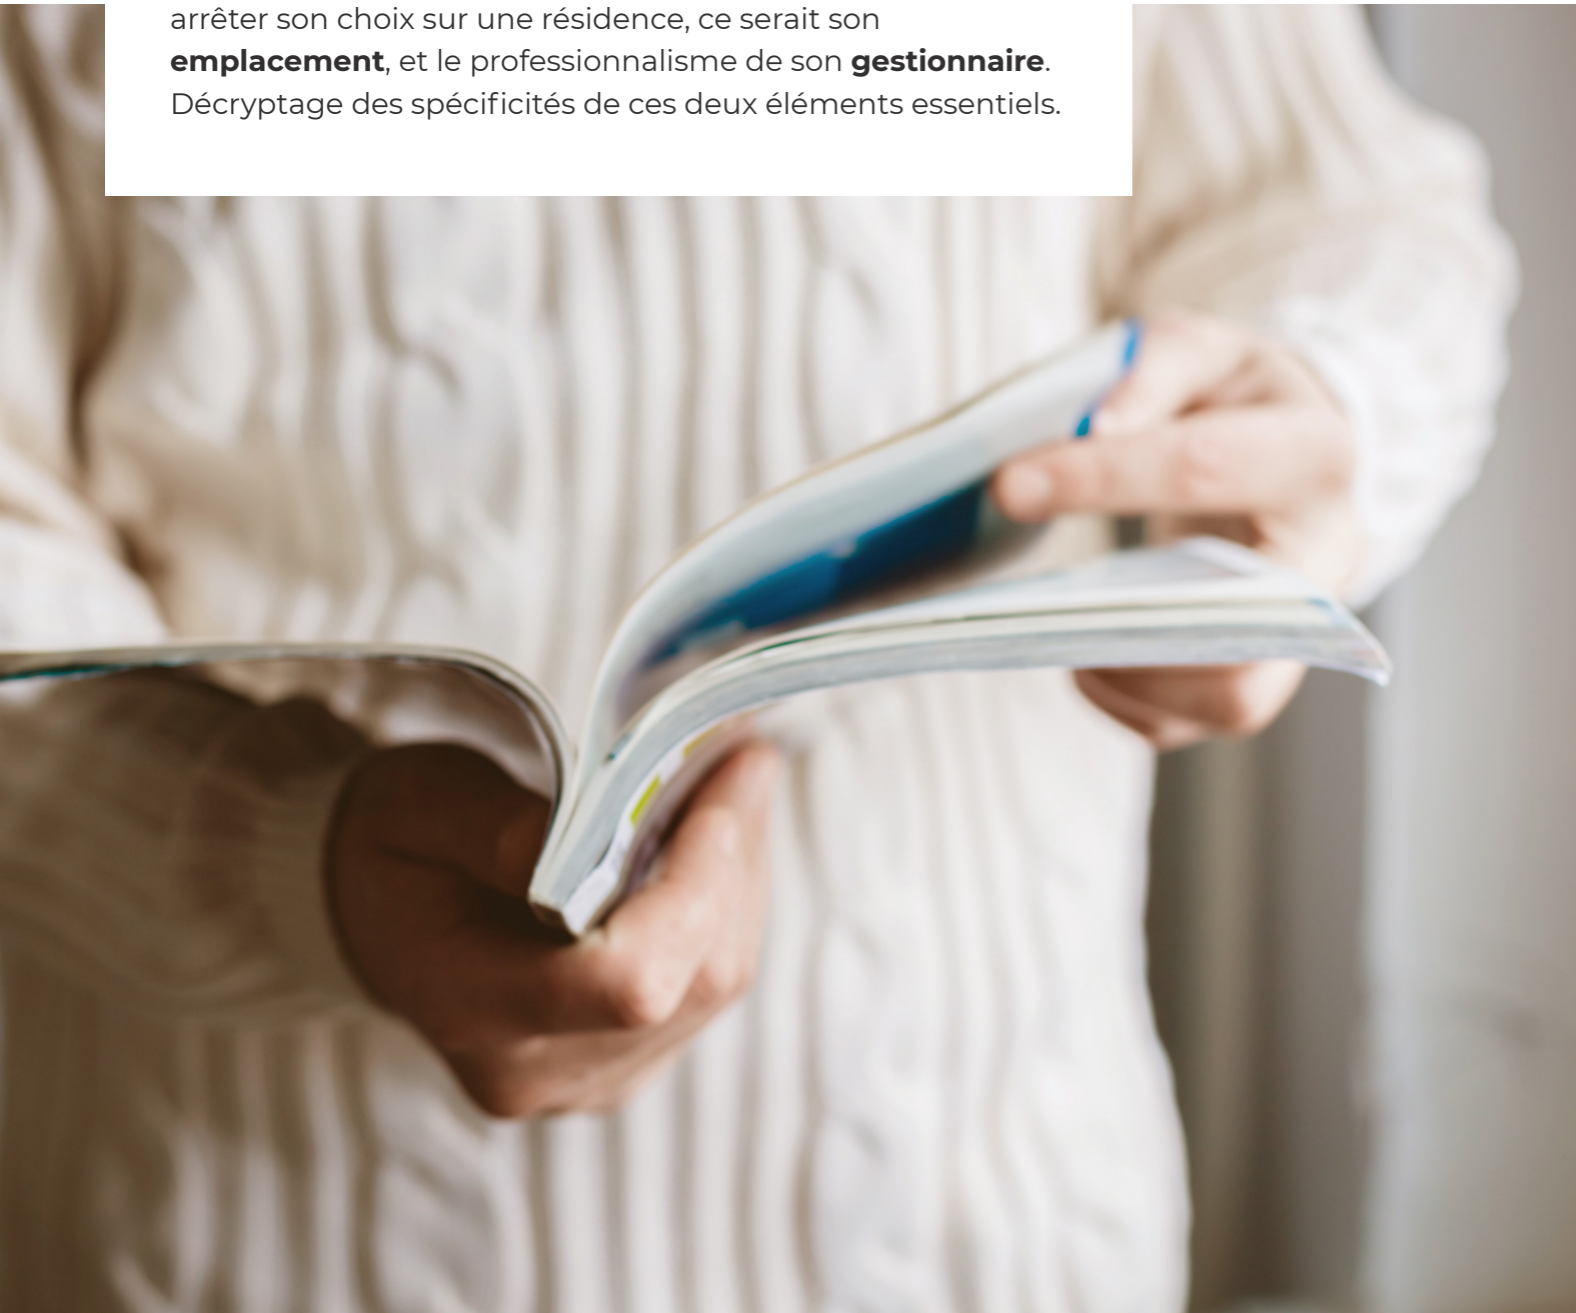 arrêter son choix sur une résidence, ce serait son
emplacement, et le professionnalisme de son gestionnaire.
Décryptage des spécificités de ces deux éléments essentiels.